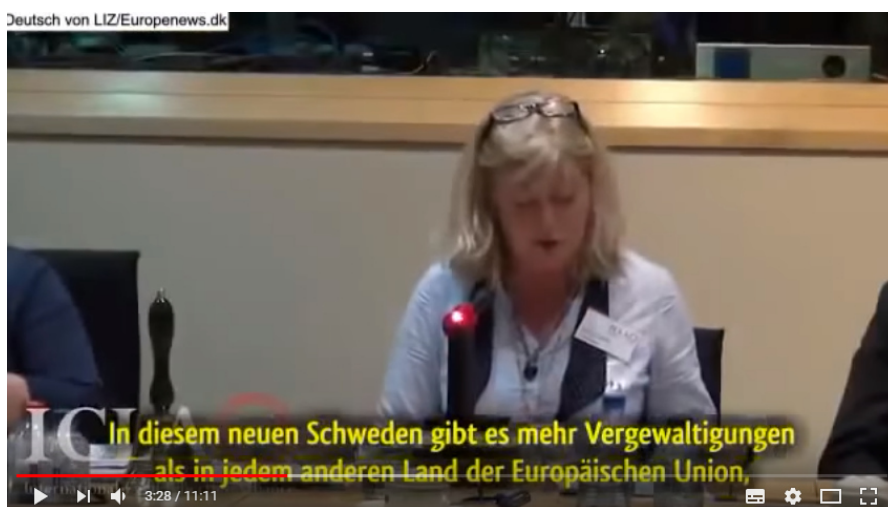 Deutsch von LIZ/Europenews.dk
ICLA
In diesem neuen Schweden gibt es mehr Vergewaltigungen
als in jedem anderen Land der Europäischen Union,
3:28 / 11:11